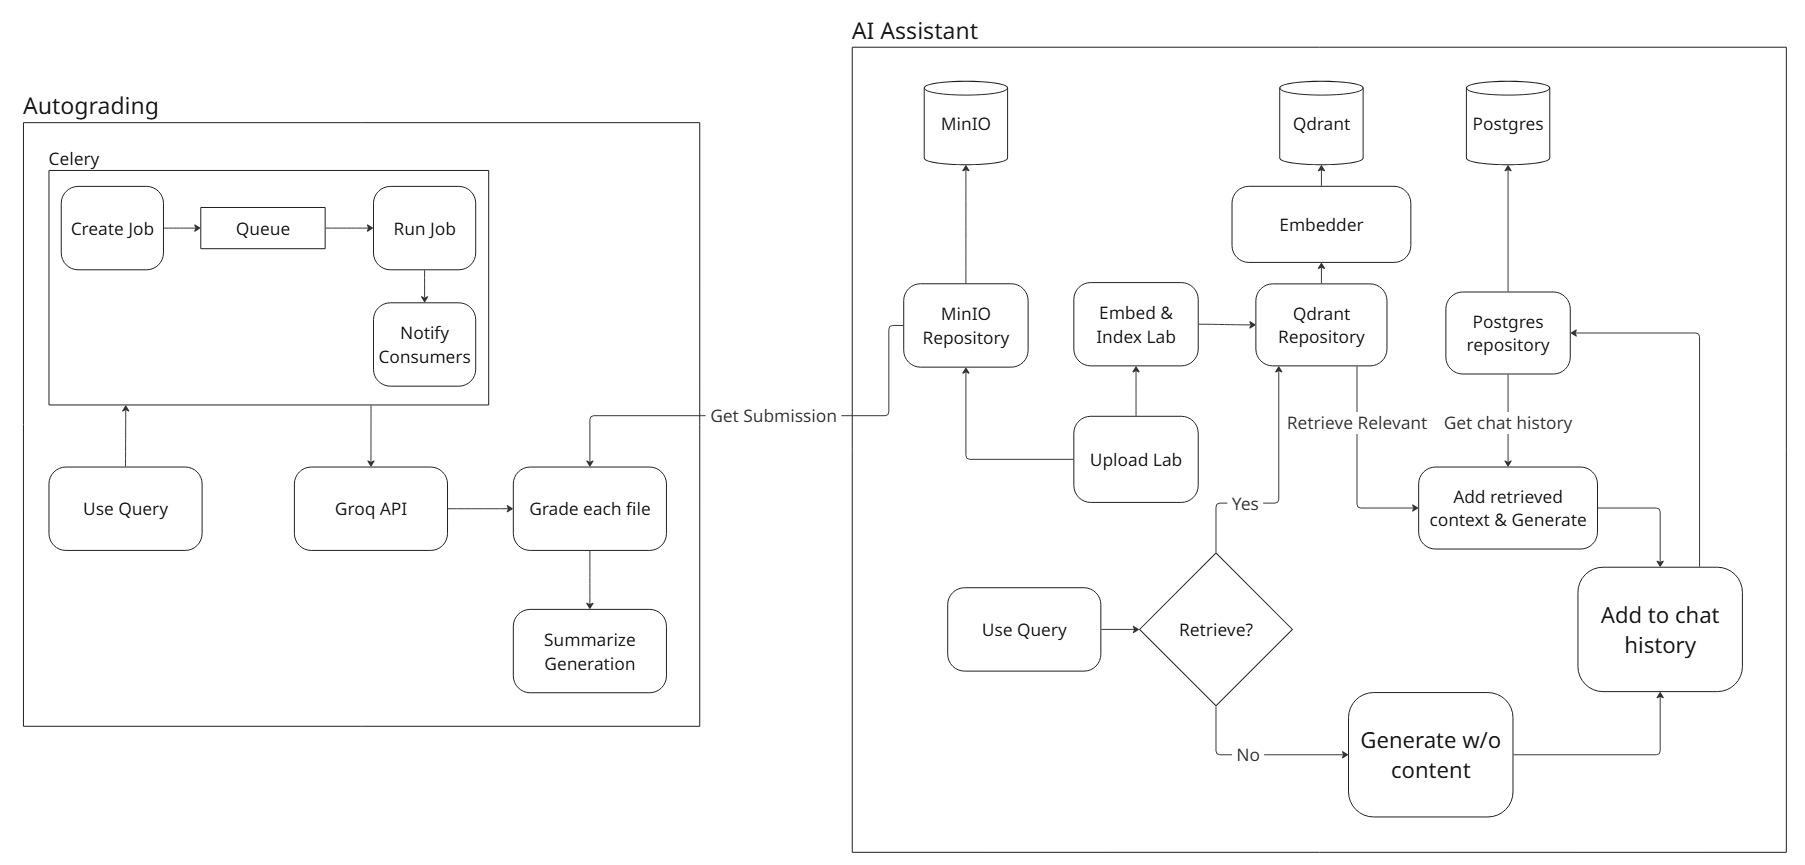 AI Assistant
Autograding
Celery
Create Job
Queue
Run Job
Notify
Consumers
Use Query
Groq API
Grade each file
Summarize
Generation
Get Submission
MinIO
Qdrant
Postgres
Embedder
MinIO
Repository
Embed &
Index Lab
Qdrant
Repository
Postgres
repository
Upload Lab
Retrieve Relevant
Get chat history
Yes
Add retrieved
context & Generate
Use Query
Retrieve?
Add to chat
history
No
Generate w/o
content